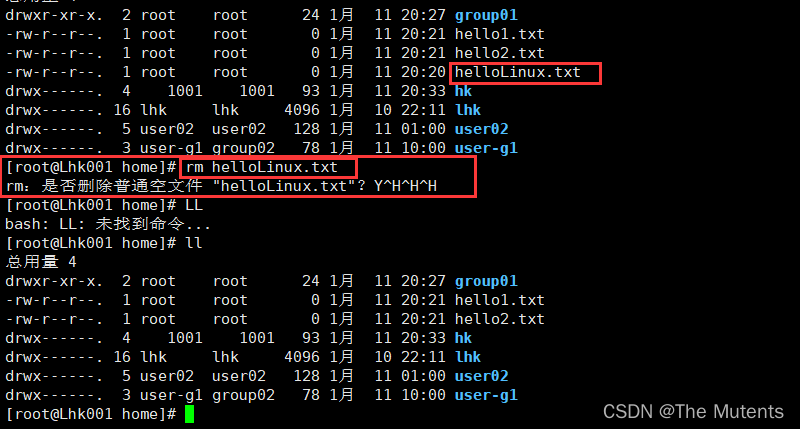 总用量 4
drwxr-xr-x. 2 root root 24 1月 11 20:27 group01
-rw-r--r--. 1 root root 0 1月 11 20:21 hello1.txt
-rw-r--r--. 1 root root 0 1月 11 20:21 hello2.txt
-rw-r--r--. 1 root root 0 1月 11 20:20 helloLinux.txt
drwx------. 4 1001 1001 93 1月 11 20:33 hk
drwx------. 16 lhk lhk 4096 1月 10 22:11 lhk
drwx------. 5 user02 user02 128 1月 11 01:00 user02
drwx------. 3 user-g1 group02 78 1月 11 10:00 user-g1
[root@Lhk001 home]# rm helloLinux.txt
rm：是否删除普通空文件 "helloLinux.txt"？Y^H^H^H
[root@Lhk001 home]# LL
bash: LL: 未找到命令...
[root@Lhk001 home]# ll
总用量 4
drwxr-xr-x. 2 root root 24 1月 11 20:27 group01
-rw-r--r--. 1 root root 0 1月 11 20:21 hello1.txt
-rw-r--r--. 1 root root 0 1月 11 20:21 hello2.txt
drwx------. 4 1001 1001 93 1月 11 20:33 hk
drwx------. 16 lhk lhk 4096 1月 10 22:11 lhk
drwx------. 5 user02 user02 128 1月 11 01:00 user02
drwx------. 3 user-g1 group02 78 1月 11 10:00 user-g1
[root@Lhk001 home]#
CSDN @The Mutents